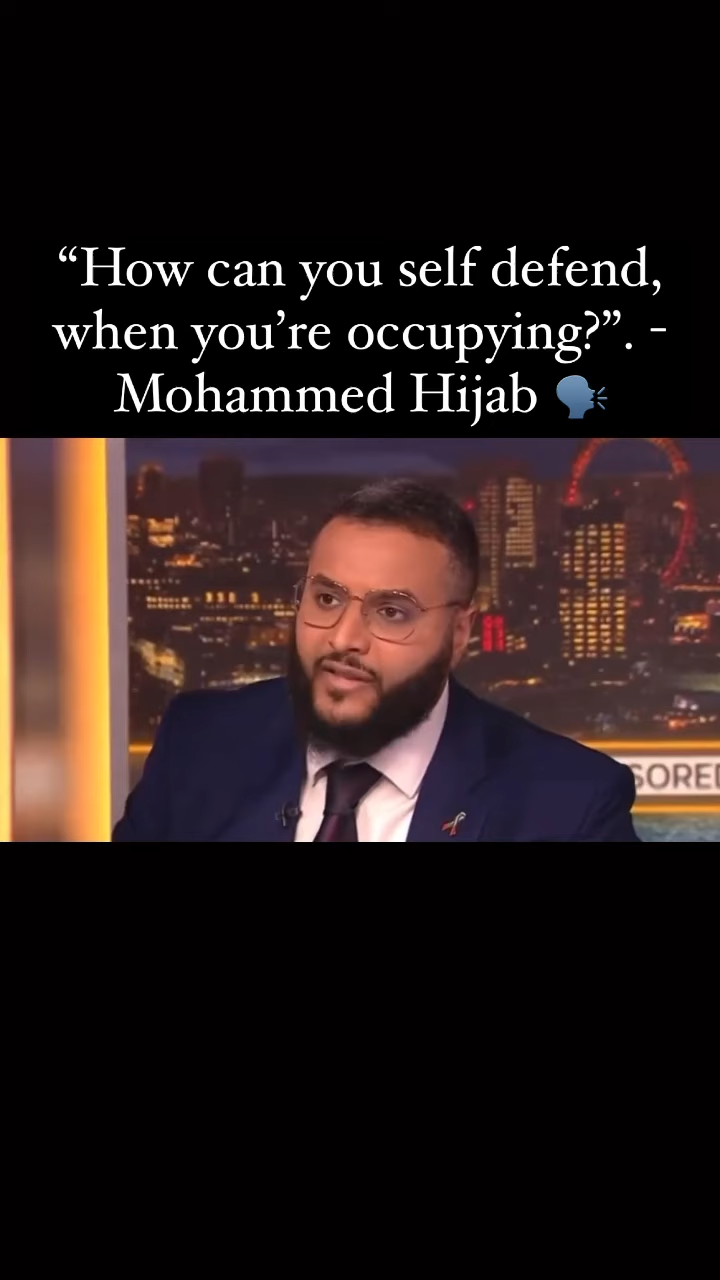 “How can you self defend,
when you’re occupying?”. -
Mohammed Hijab 🗣️
SORED